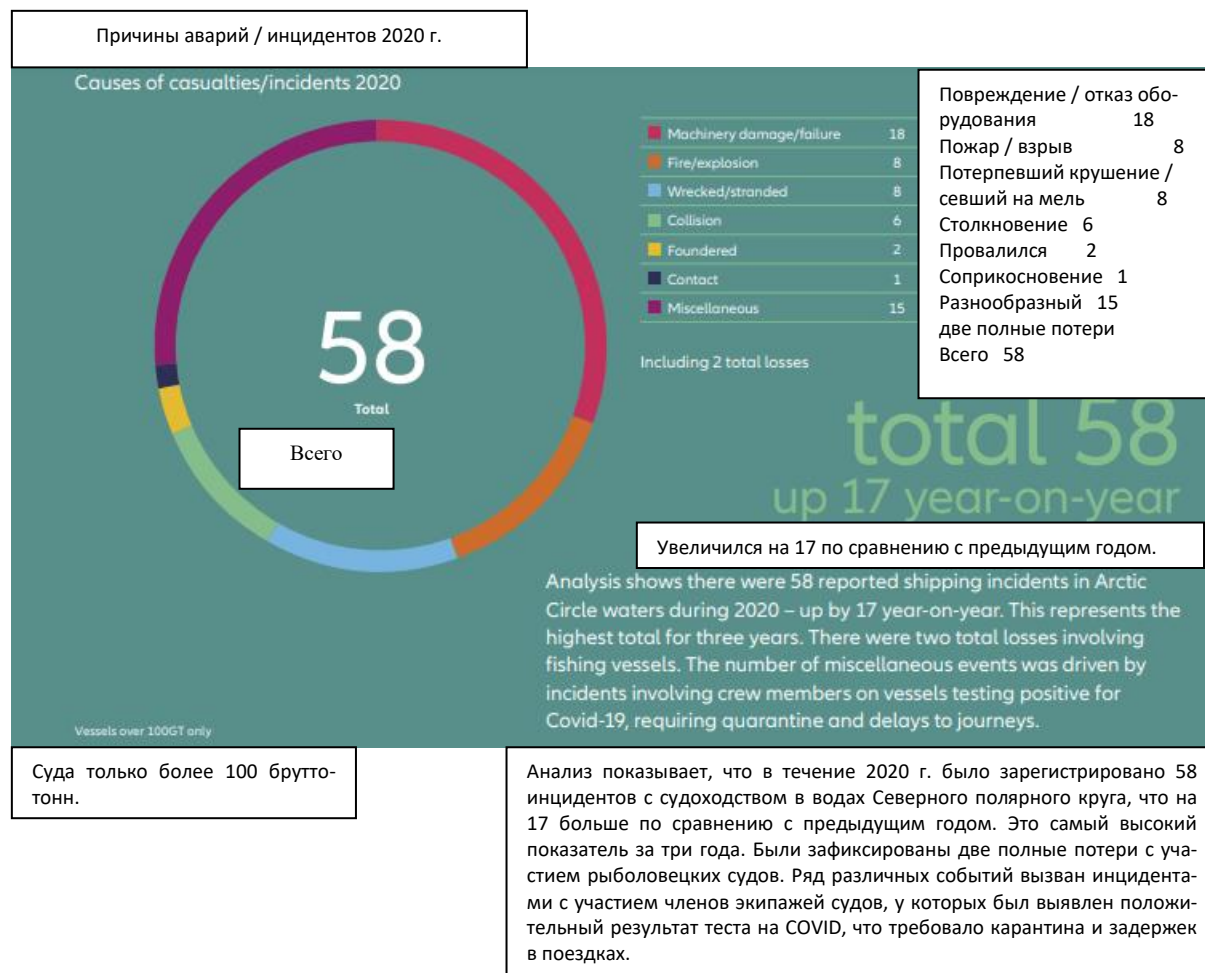 Причины аварий / инцидентов 2020 г.
Causes of casualties/incidents 2020
Machinery damage/failure 18
Fire/explosion 8
Wrecked/stranded 8
Collision 6
Foundered 2
Contact 1
Miscellaneous 15
Including 2 total losses
Повреждение / отказ обо-
рудования 18
Пожар / взрыв 8
Потерпевший крушение /
севший на мель 8
Столкновение 6
Провалился 2
Соприкосновение 1
Разнообразный 15
две полные потери
Всего 58
58
Total
Всего
total 58
up 17 year-on-year
Увеличился на 17 по сравнению с предыдущим годом.
Analysis shows there were 58 reported shipping incidents in Arctic
Circle waters during 2020 – up by 17 year-on-year. This represents the
highest total for three years. There were two total losses involving
fishing vessels. The number of miscellaneous events was driven by
incidents involving crew members on vessels testing positive for
Covid-19, requiring quarantine and delays to journeys.
Vessels over 100GT only
Суда только более 100 брутто-
тонн.
Анализ показывает, что в течение 2020 г. было зарегистрировано 58
инцидентов с судоходством в водах Северного полярного круга, что на
17 больше по сравнению с предыдущим годом. Это самый высокий
показатель за три года. Были зафиксированы две полные потери с уча-
стием рыболовецких судов. Ряд различных событий вызван инцидента-
ми с участием членов экипажей судов, у которых был выявлен положи-
тельный результат теста на COVID, что требовало карантина и задержек
в поездках.